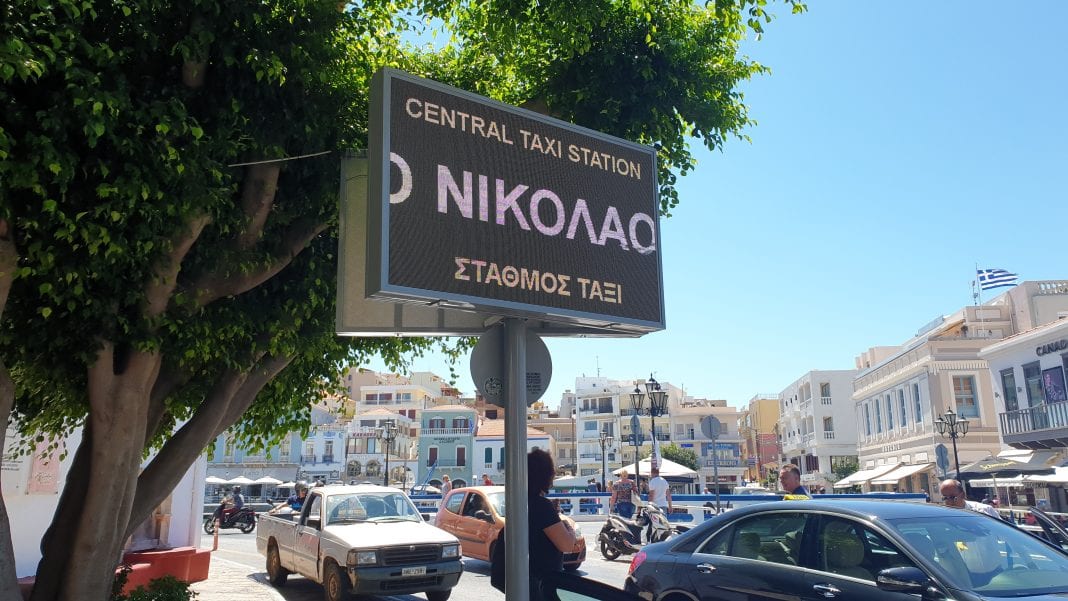 CENTRAL TAXI STATION
Ο ΝΙΚΟΛΑΟ
ΣΤΑΘΜΟΣ ΤΑΞΙ